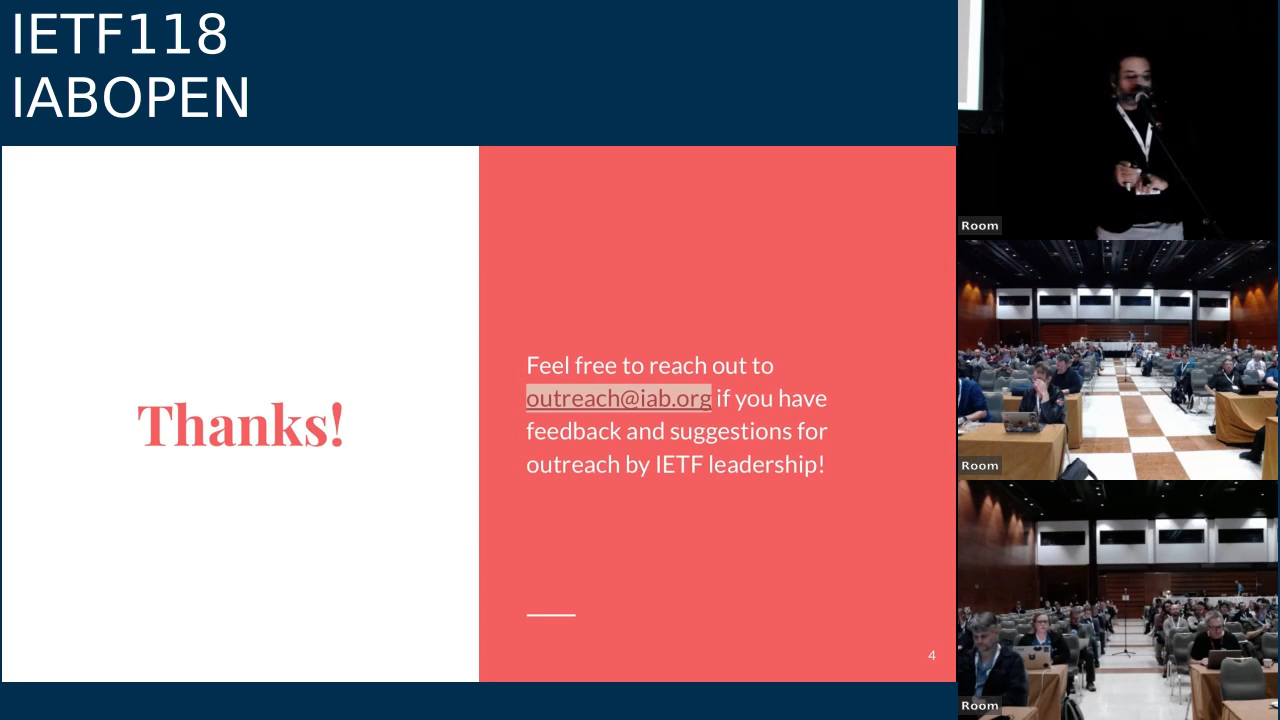 IETF118
IABOPEN
Thanks!
Feel free to reach out to
outreach@iab.org if you have
feedback and suggestions for
outreach by IETF leadership!
4
Room
Room
Room